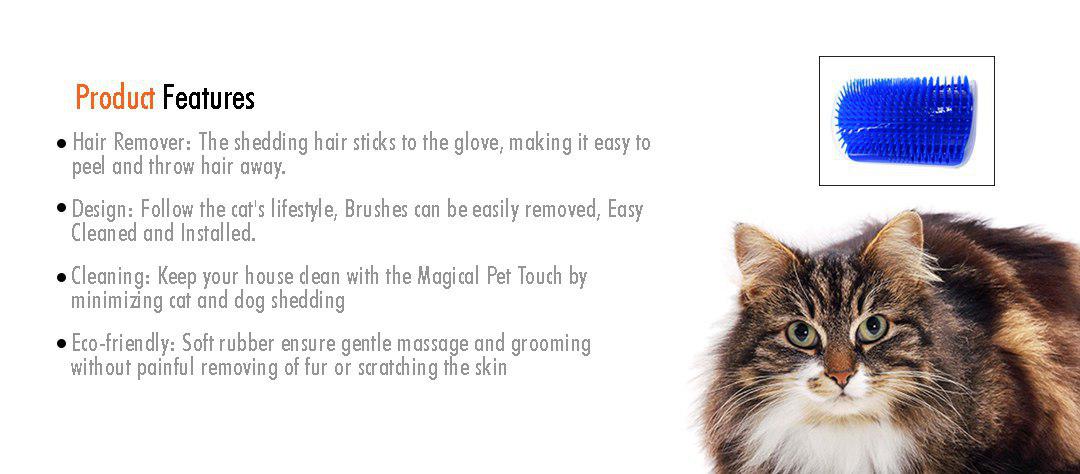 Product Features
• Hair Remover: The shedding hair sticks to the glove, making it easy to
peel and throw hair away.
• Design: Follow the cat's lifestyle, Brushes can be easily removed, Easy
Cleaned and Installed.
• Cleaning: Keep your house clean with the Magical Pet Touch by
minimizing cat and dog shedding
• Eco-friendly: Soft rubber ensure gentle massage and grooming
without painful removing of fur or scratching the skin